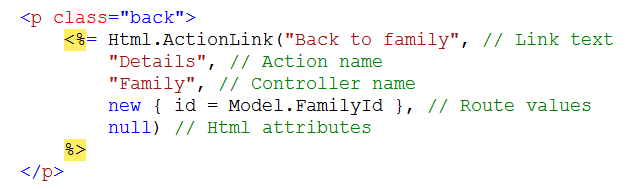 <p class="back">
    <%= Html.ActionLink("Back to family", // Link text
        "Details", // Action name
        "Family", // Controller name
        new { id = Model.FamilyId }, // Route values
        null) // Html attributes
    %>
</p>